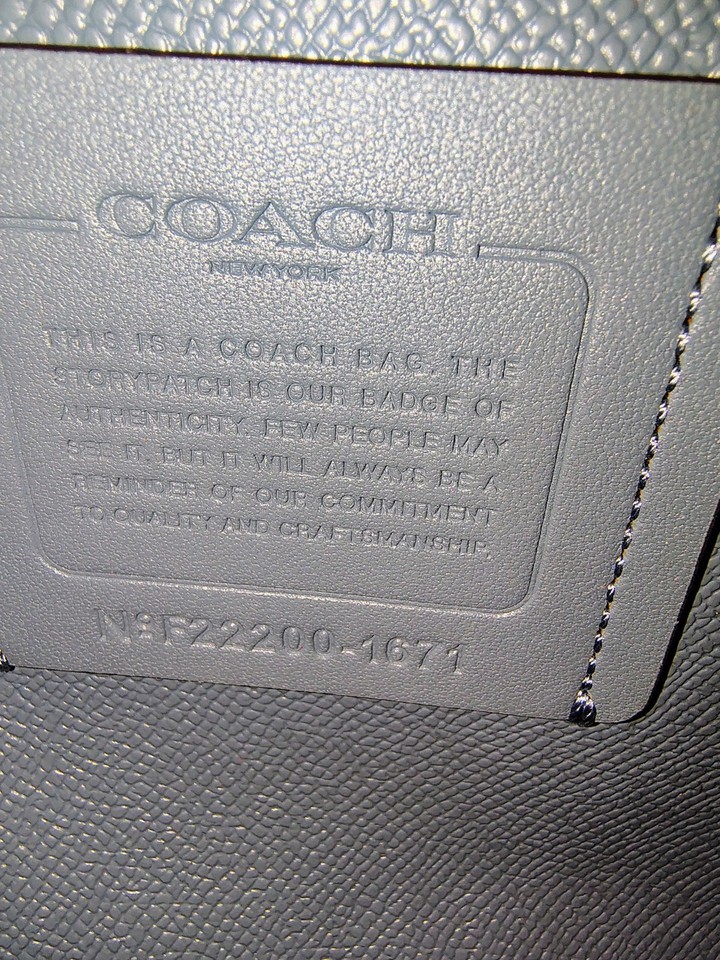 COACH
NEW YORK
THIS IS A COACH BAG. THE
STORYPATCH IS OUR BADGE OF
AUTHENTICITY. FEW PEOPLE MAY
SEE IT. BUT IT WILL ALWAYS BE A
REMINDER OF OUR COMMITMENT
TO QUALITY AND CRAFTSMANSHIP.
Nº F22200-1671